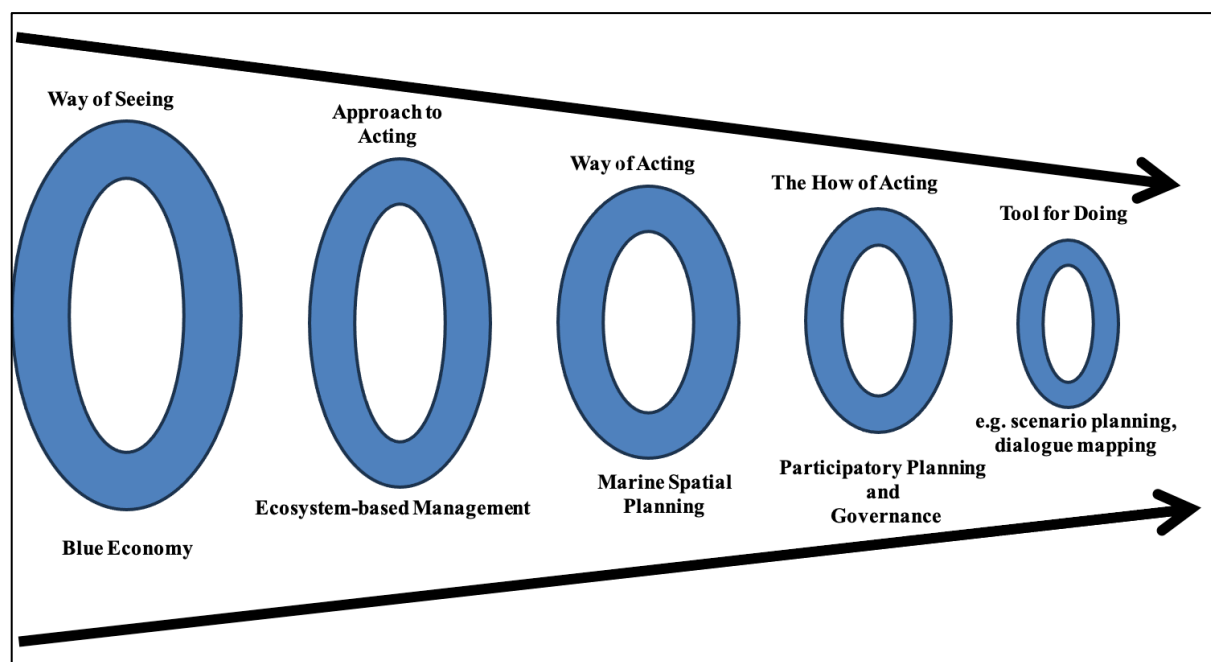 Way of Seeing
Blue Economy
Approach to
Acting
Ecosystem-based Management
Way of Acting
Marine Spatial
Planning
The How of Acting
Participatory Planning
and
Governance
Tool for Doing
e.g. scenario planning,
dialogue mapping